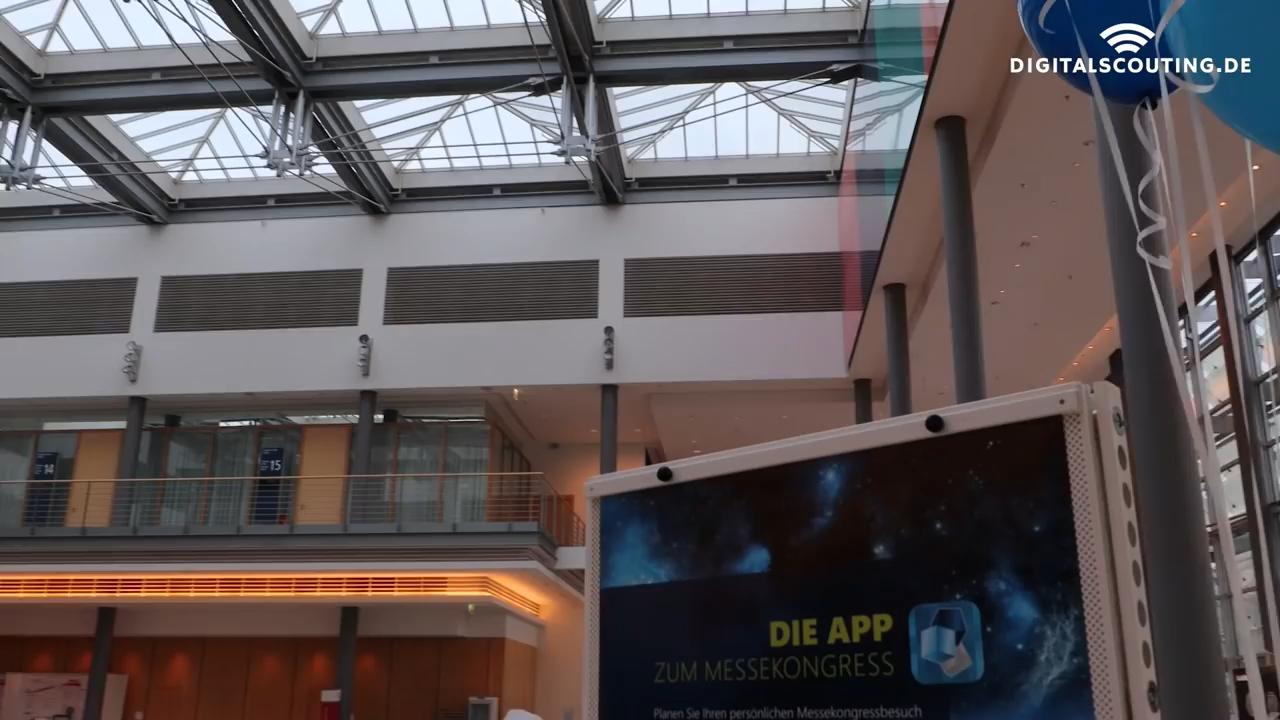 DIGITALSCOUTING.DE
14
15
DIE APP
ZUM MESSEKONGRESS
Planen Sie Ihren persönlichen Messekongressbesuch